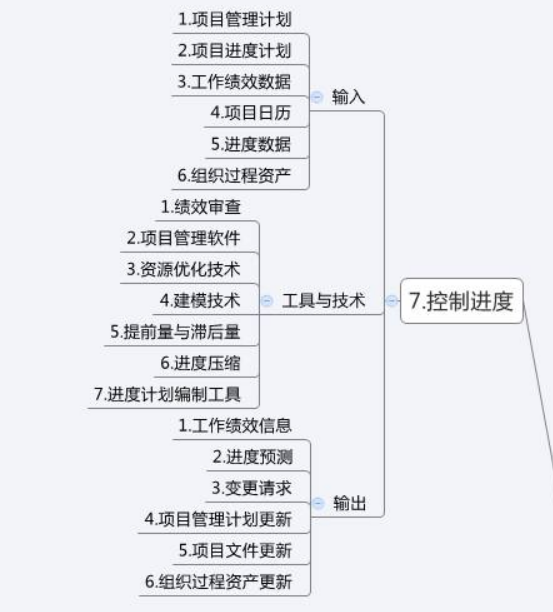 1.项目管理计划
2.项目进度计划
3.工作绩效数据
4.项目日历
5.进度数据
6.组织过程资产
输入
1.绩效审查
2.项目管理软件
3.资源优化技术
4.建模技术
5.提前量与滞后量
6.进度压缩
7.进度计划编制工具
工具与技术
7.控制进度
1.工作绩效信息
2.进度预测
3.变更请求
4.项目管理计划更新
5.项目文件更新
6.组织过程资产更新
输出